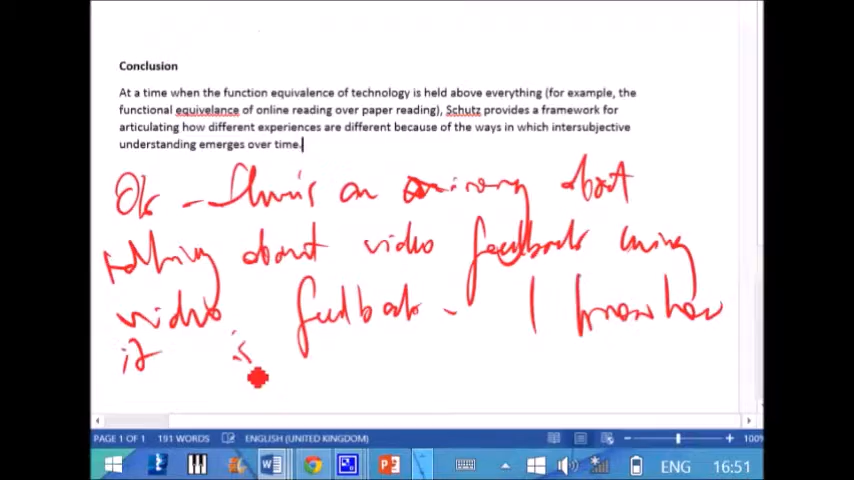 Conclusion
At a time when the function equivalence of technology is held above everything (for example, the
functional equivelance of online reading over paper reading), Schutz provides a framework for
articulating how different experiences are different because of the ways in which intersubjective
understanding emerges over time.
Ok - there's an irony about
talking about video feedback using
video feedback - I know how
it is
PAGE 1 OF 1 191 WORDS ENGLISH (UNITED KINGDOM) 100%
ENG 16:51